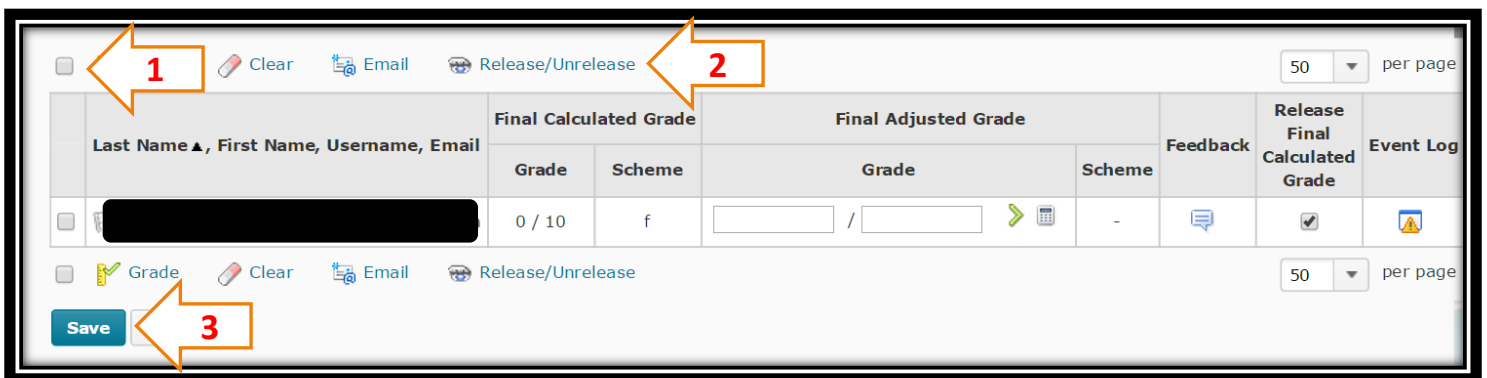 1 Clear Email Release/Unrelease 2 50 per page
Last Name ▲, First Name, Username, Email Final Calculated Grade Final Adjusted Grade Feedback Release Final Calculated Grade Event Log
Grade Scheme Grade Scheme
0 / 10 f / -
Grade Clear Email Release/Unrelease 50 per page
Save 3